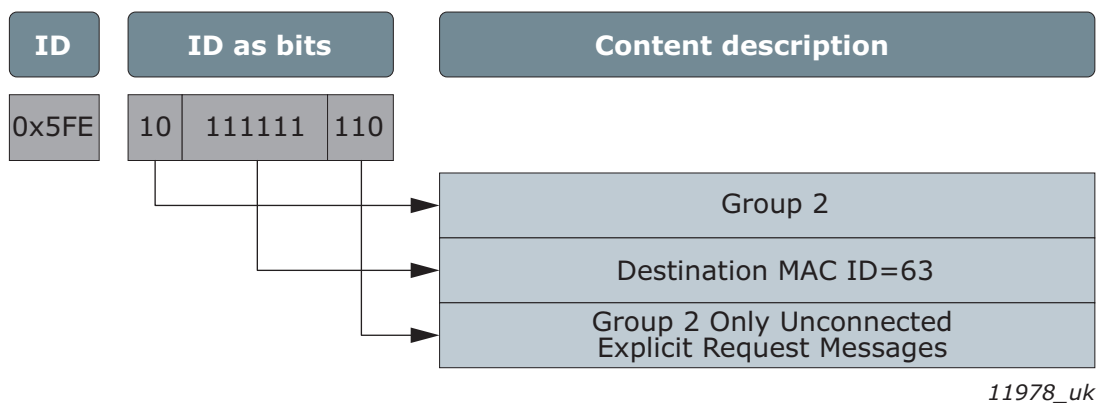 ID
ID as bits
Content description
0x5FE
10
111111
110
Group 2
Destination MAC ID=63
Group 2 Only Unconnected
Explicit Request Messages
11978_uk